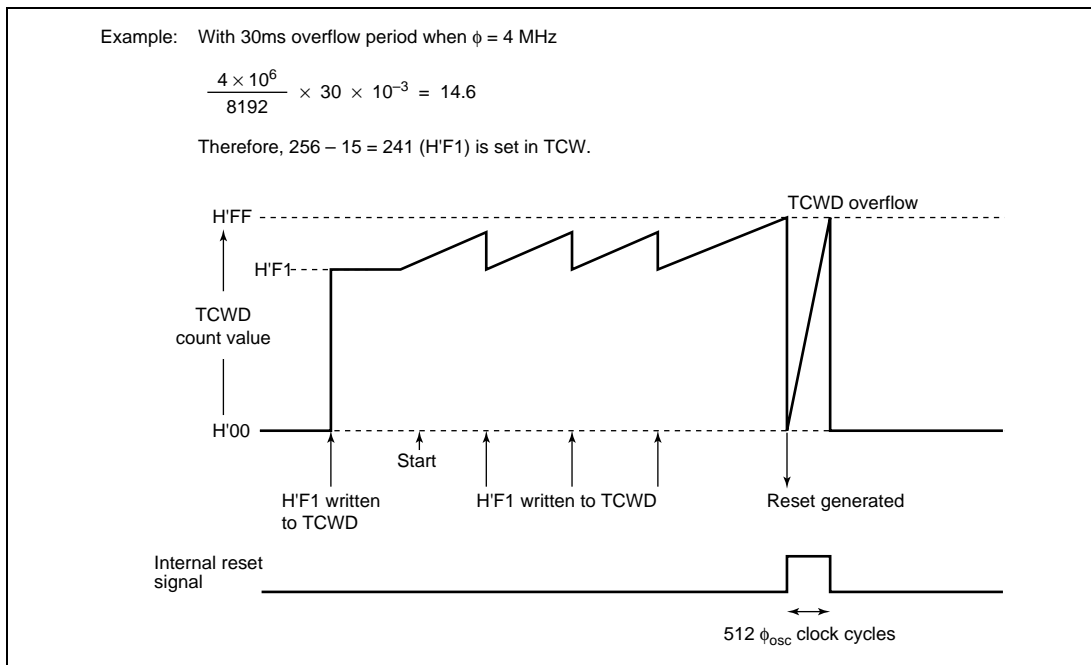 Example: With 30ms overflow period when ϕ = 4 MHz
4 × 10⁶
8192
× 30 × 10⁻³ = 14.6
Therefore, 256 – 15 = 241 (H'F1) is set in TCW.
TCWD overflow
H'FF
H'F1
TCWD
count value
H'00
Start
H'F1 written
to TCWD
H'F1 written to TCWD
Reset generated
Internal reset
signal
512 ϕosc clock cycles